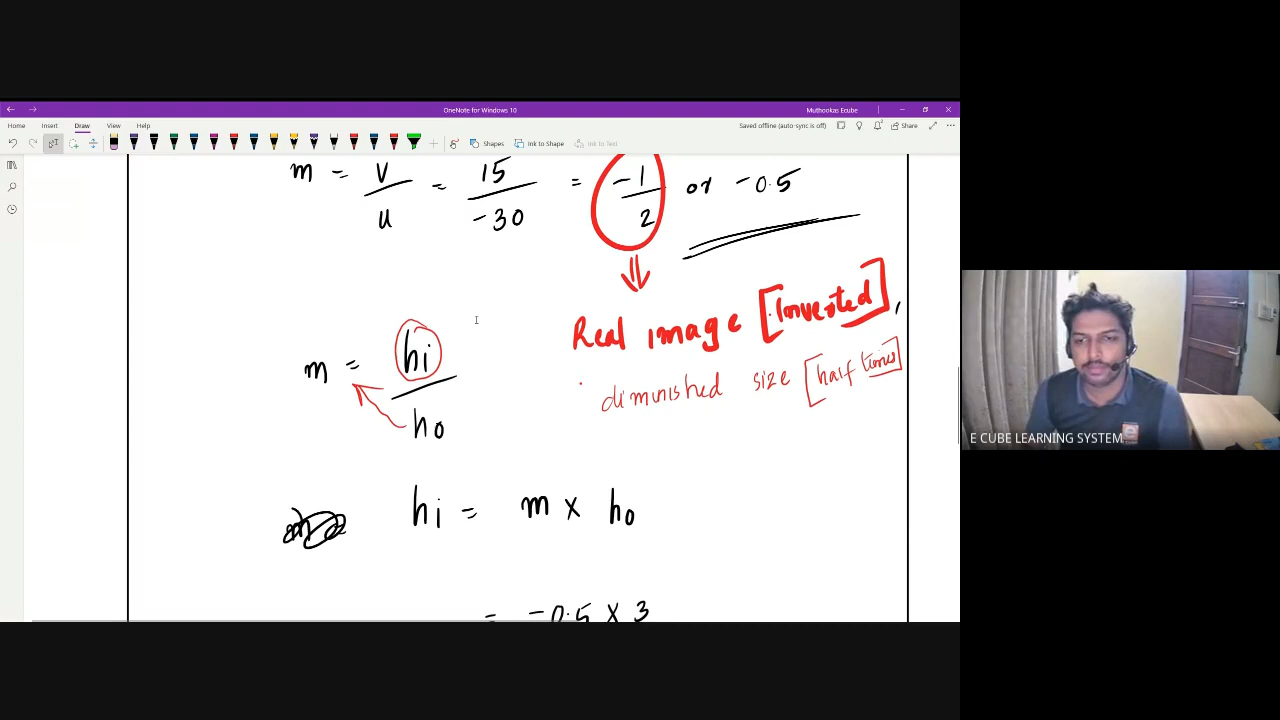 OneNote for Windows 10
Muthookas Ecube
Home Insert Draw View Help
Saved offline (auto-sync is off)
Share
Shapes
Ink to Shape
Ink to Text
m = v/u = 15/-30 = -1/2 or -0.5
Real image [Inverted],
diminished size [half times]
m = hi/ho
hi = m x ho
= -0.5 x 3
E CUBE LEARNING SYSTEM